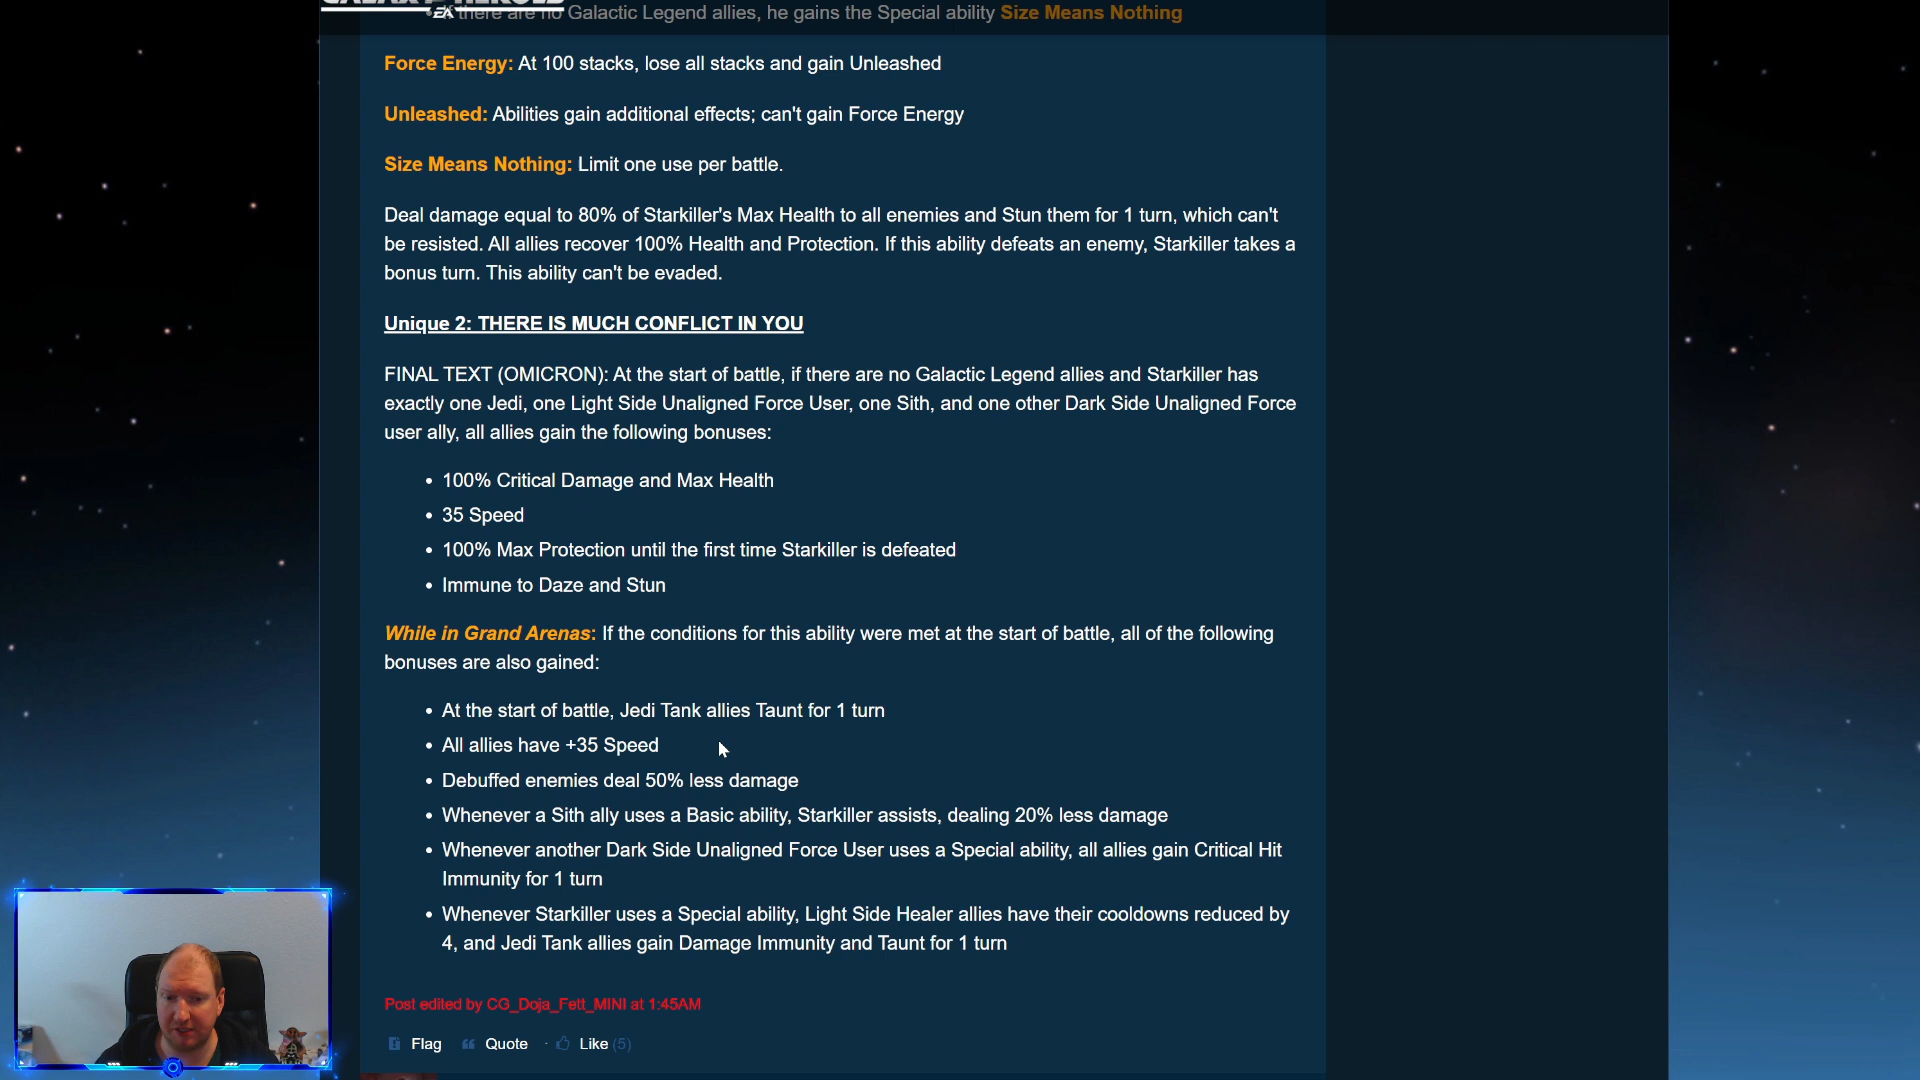 GALAXY HEROES
EA
there are no Galactic Legend allies, he gains the Special ability Size Means Nothing
Force Energy: At 100 stacks, lose all stacks and gain Unleashed
Unleashed: Abilities gain additional effects; can't gain Force Energy
Size Means Nothing: Limit one use per battle.
Deal damage equal to 80% of Starkiller's Max Health to all enemies and Stun them for 1 turn, which can't
be resisted. All allies recover 100% Health and Protection. If this ability defeats an enemy, Starkiller takes a
bonus turn. This ability can't be evaded.
Unique 2: THERE IS MUCH CONFLICT IN YOU
FINAL TEXT (OMICRON): At the start of battle, if there are no Galactic Legend allies and Starkiller has
exactly one Jedi, one Light Side Unaligned Force User, one Sith, and one other Dark Side Unaligned Force
user ally, all allies gain the following bonuses:
• 100% Critical Damage and Max Health
• 35 Speed
• 100% Max Protection until the first time Starkiller is defeated
• Immune to Daze and Stun
While in Grand Arenas: If the conditions for this ability were met at the start of battle, all of the following
bonuses are also gained:
• At the start of battle, Jedi Tank allies Taunt for 1 turn
• All allies have +35 Speed
• Debuffed enemies deal 50% less damage
• Whenever a Sith ally uses a Basic ability, Starkiller assists, dealing 20% less damage
• Whenever another Dark Side Unaligned Force User uses a Special ability, all allies gain Critical Hit
Immunity for 1 turn
• Whenever Starkiller uses a Special ability, Light Side Healer allies have their cooldowns reduced by
4, and Jedi Tank allies gain Damage Immunity and Taunt for 1 turn
Post edited by CG_Doja_Fett_MINI at 1:45AM
Flag Quote · Like (5)